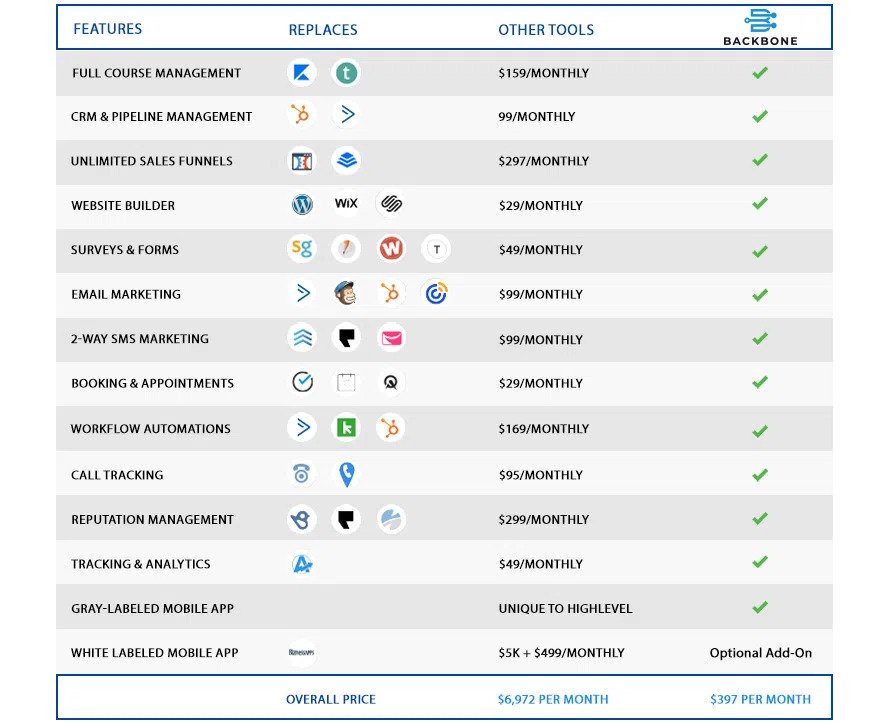 FEATURES REPLACES OTHER TOOLS BACKBONE
FULL COURSE MANAGEMENT t $159/MONTHLY
CRM & PIPELINE MANAGEMENT 99/MONTHLY
UNLIMITED SALES FUNNELS $297/MONTHLY
WEBSITE BUILDER W WiX $29/MONTHLY
SURVEYS & FORMS sg W T $49/MONTHLY
EMAIL MARKETING $99/MONTHLY
2-WAY SMS MARKETING $99/MONTHLY
BOOKING & APPOINTMENTS $29/MONTHLY
WORKFLOW AUTOMATIONS $169/MONTHLY
CALL TRACKING $95/MONTHLY
REPUTATION MANAGEMENT $299/MONTHLY
TRACKING & ANALYTICS $49/MONTHLY
GRAY-LABELED MOBILE APP UNIQUE TO HIGHLEVEL
WHITE LABELED MOBILE APP $5K + $499/MONTHLY Optional Add-On
OVERALL PRICE $6,972 PER MONTH $397 PER MONTH